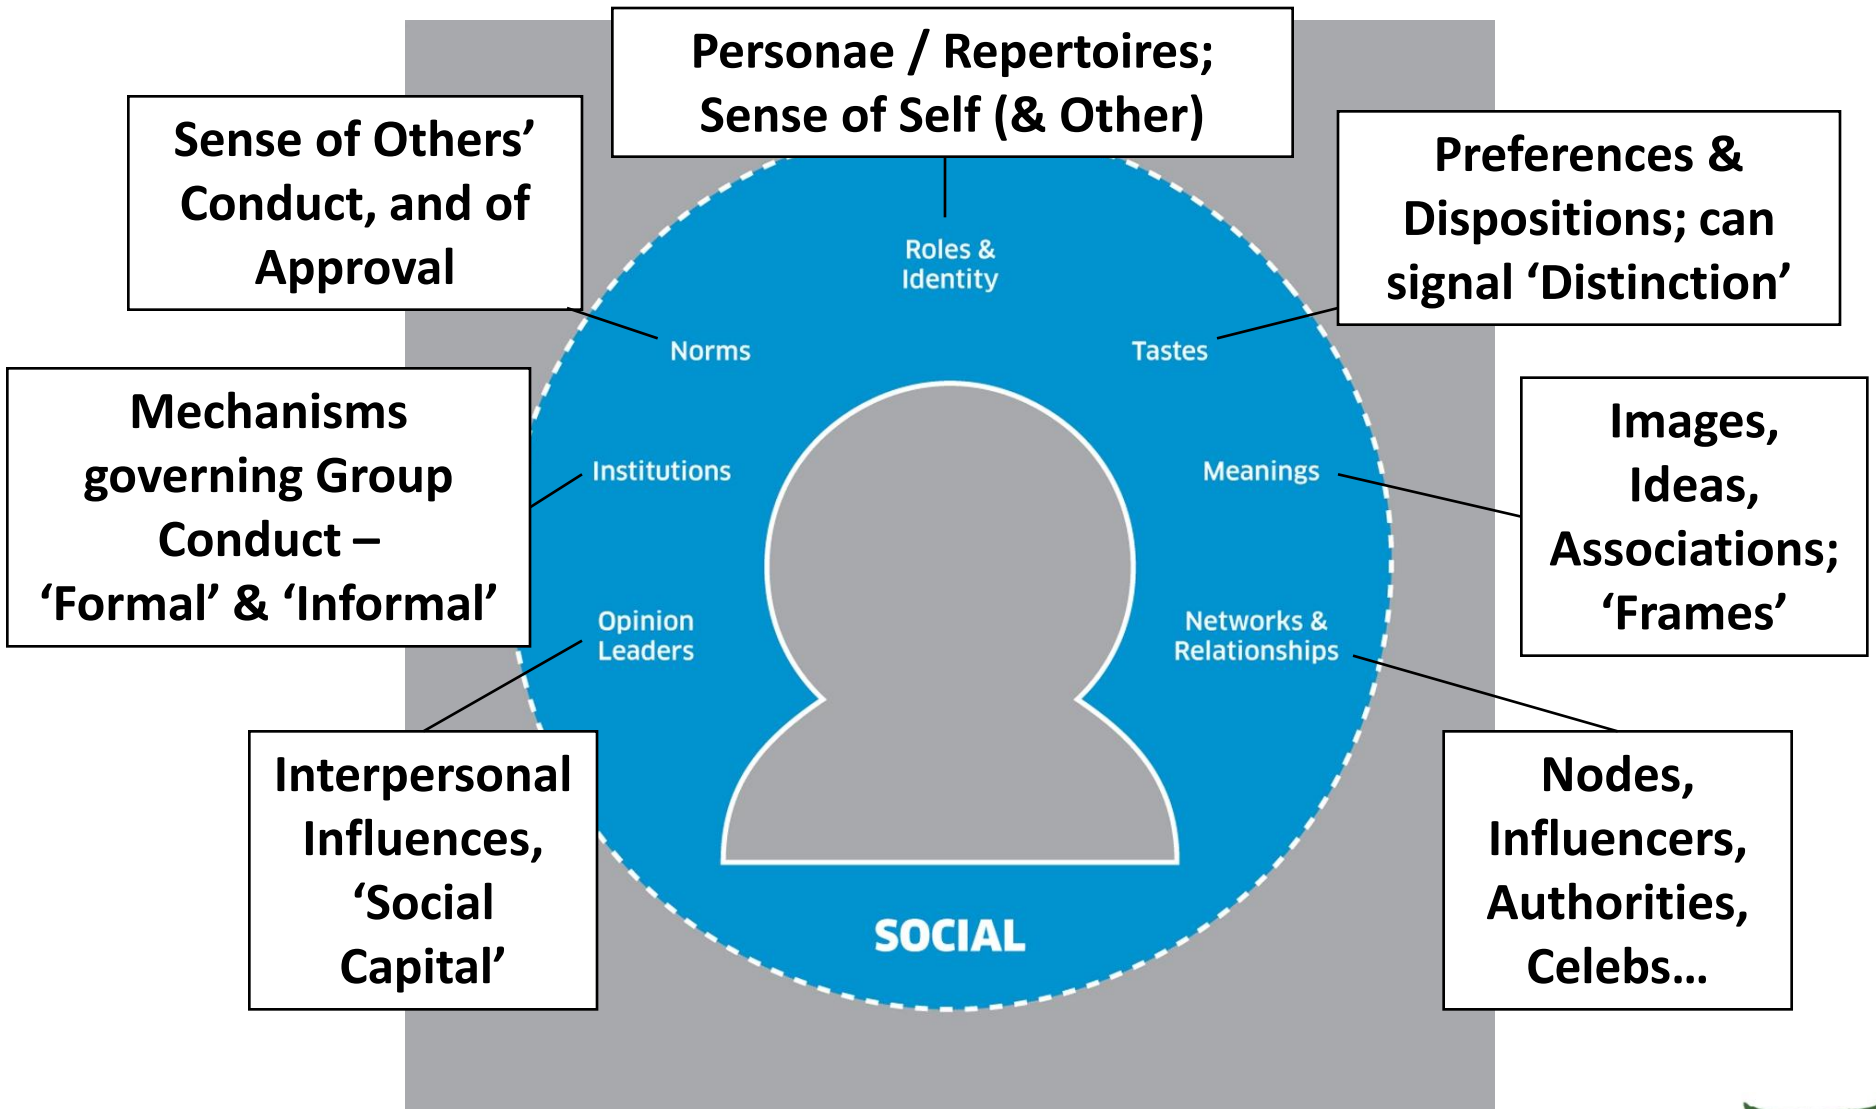 Personae / Repertoires;
Sense of Self (& Other)
Sense of Others’
Conduct, and of
Approval
Preferences &
Dispositions; can
signal ‘Distinction’
Roles &
Identity
Norms
Tastes
Mechanisms
governing Group
Conduct –
‘Formal’ & ‘Informal’
Images,
Ideas,
Associations;
‘Frames’
Institutions
Meanings
Opinion
Leaders
Networks &
Relationships
Interpersonal
Influences,
‘Social
Capital’
Nodes,
Influencers,
Authorities,
Celebs…
SOCIAL